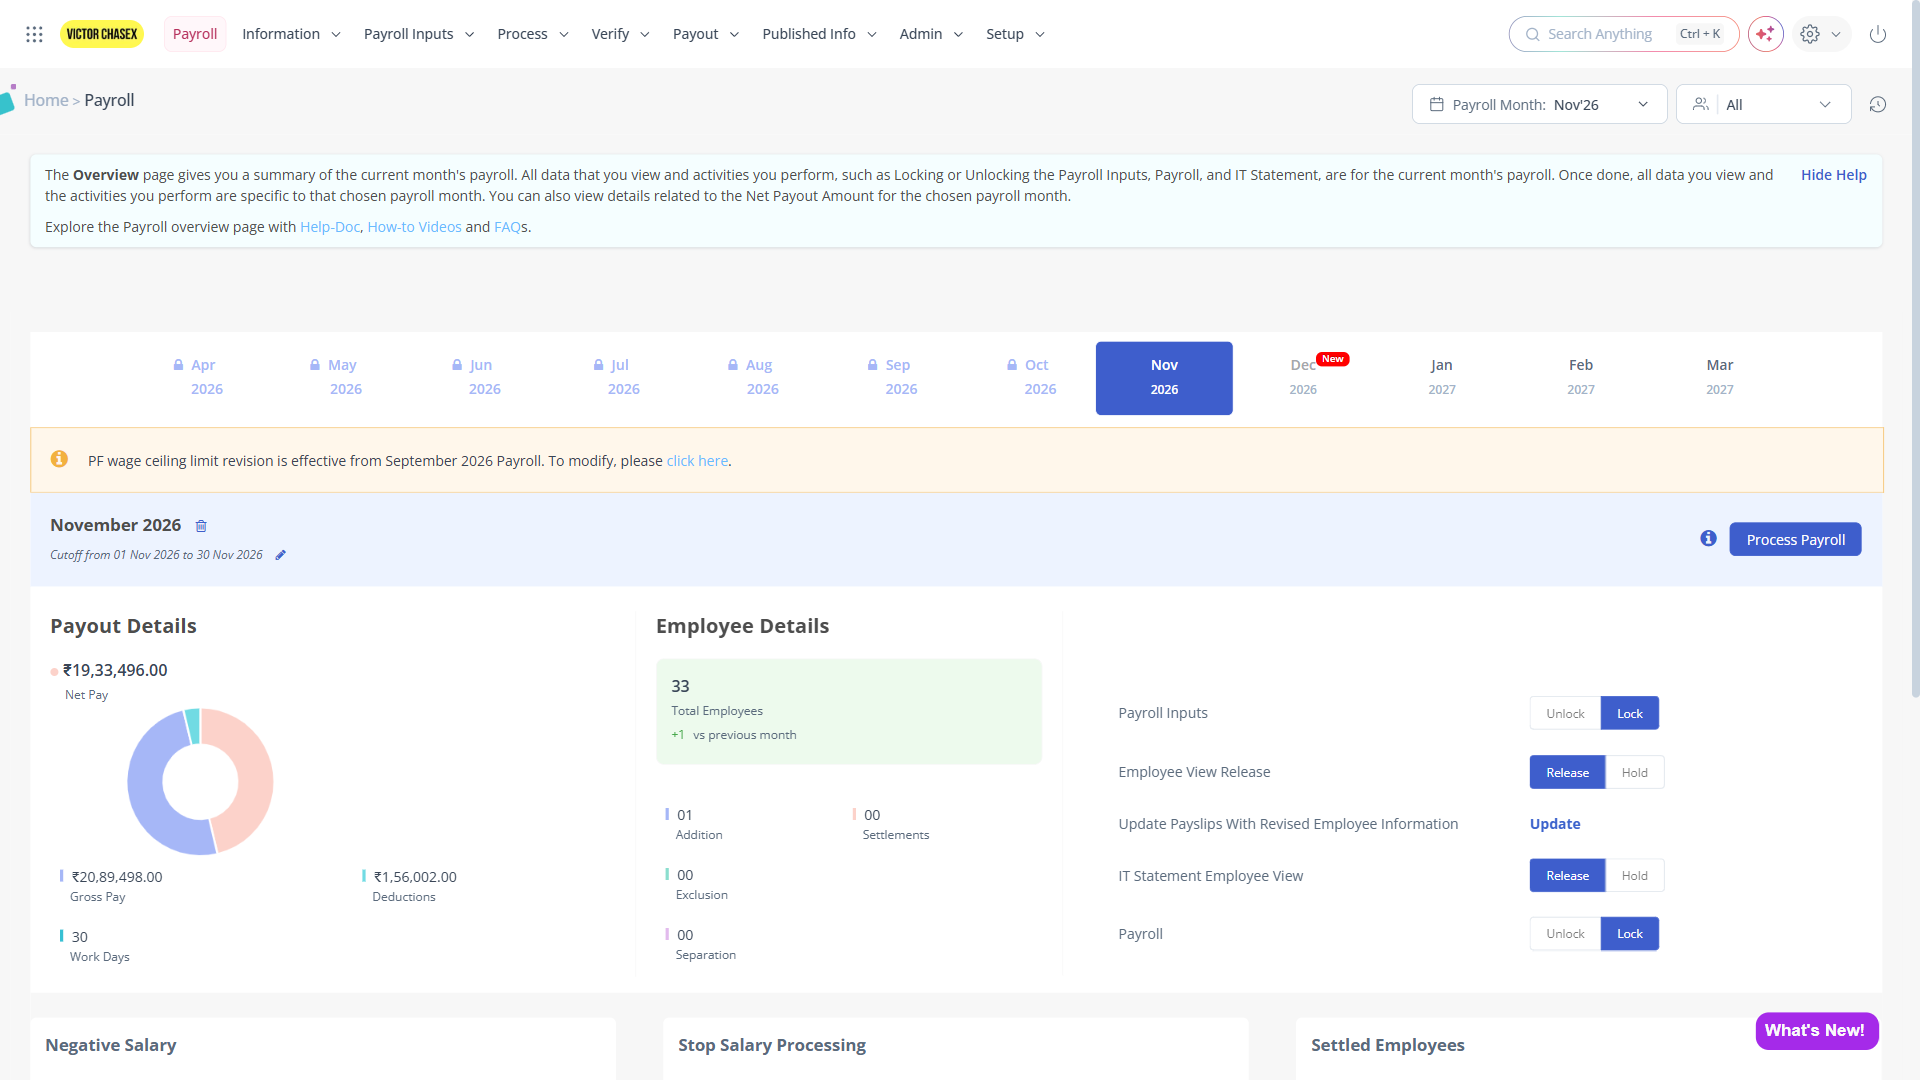 VICTOR CHASEX
Payroll
Information
Payroll Inputs
Process
Verify
Payout
Published Info
Admin
Setup
Search Anything
Ctrl + K
Home > Payroll
Payroll Month: Nov'26
All
The Overview page gives you a summary of the current month's payroll. All data that you view and activities you perform, such as Locking or Unlocking the Payroll Inputs, Payroll, and IT Statement, are for the current month's payroll. Once done, all data you view and
the activities you perform are specific to that chosen payroll month. You can also view details related to the Net Payout Amount for the chosen payroll month.
Hide Help
Explore the Payroll overview page with Help-Doc, How-to Videos and FAQs.
Apr
2026
May
2026
Jun
2026
Jul
2026
Aug
2026
Sep
2026
Oct
2026
Nov
2026
Dec
New
2026
Jan
2027
Feb
2027
Mar
2027
PF wage ceiling limit revision is effective from September 2026 Payroll. To modify, please click here.
November 2026
Cutoff from 01 Nov 2026 to 30 Nov 2026
Process Payroll
Payout Details
₹19,33,496.00
Net Pay
₹20,89,498.00
Gross Pay
₹1,56,002.00
Deductions
30
Work Days
Employee Details
33
Total Employees
+1 vs previous month
01
Addition
00
Settlements
00
Exclusion
00
Separation
Payroll Inputs
Unlock
Lock
Employee View Release
Release
Hold
Update Payslips With Revised Employee Information
Update
IT Statement Employee View
Release
Hold
Payroll
Unlock
Lock
What's New!
Negative Salary
Stop Salary Processing
Settled Employees